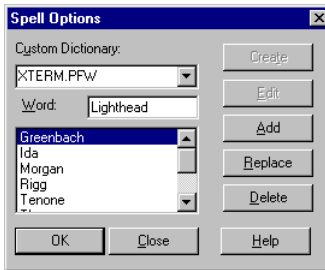 Spell Options
Custom Dictionary:
Create
XTERM.PFW
Edit
Word: Lighthead
Add
Greenbach
Ida
Morgan
Replace
Rigg
Tenone
Delete
OK Close Help